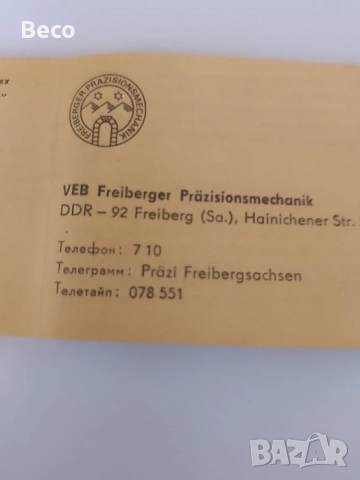 Beco
FREIBERGER PRÄZISIONSMECHANIK
VEB Freiberger Präzisionsmechanik
DDR – 92 Freiberg (Sa.), Hainichener Str.
Телефон: 7 10
Телеграмм: Präzi Freibergsachsen
Телетайп: 078 551
BAZAR